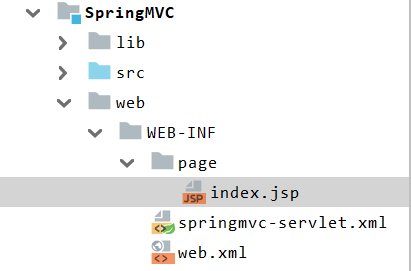 SpringMVC
lib
src
web
WEB-INF
page
JSP index.jsp
springmvc-servlet.xml
web.xml